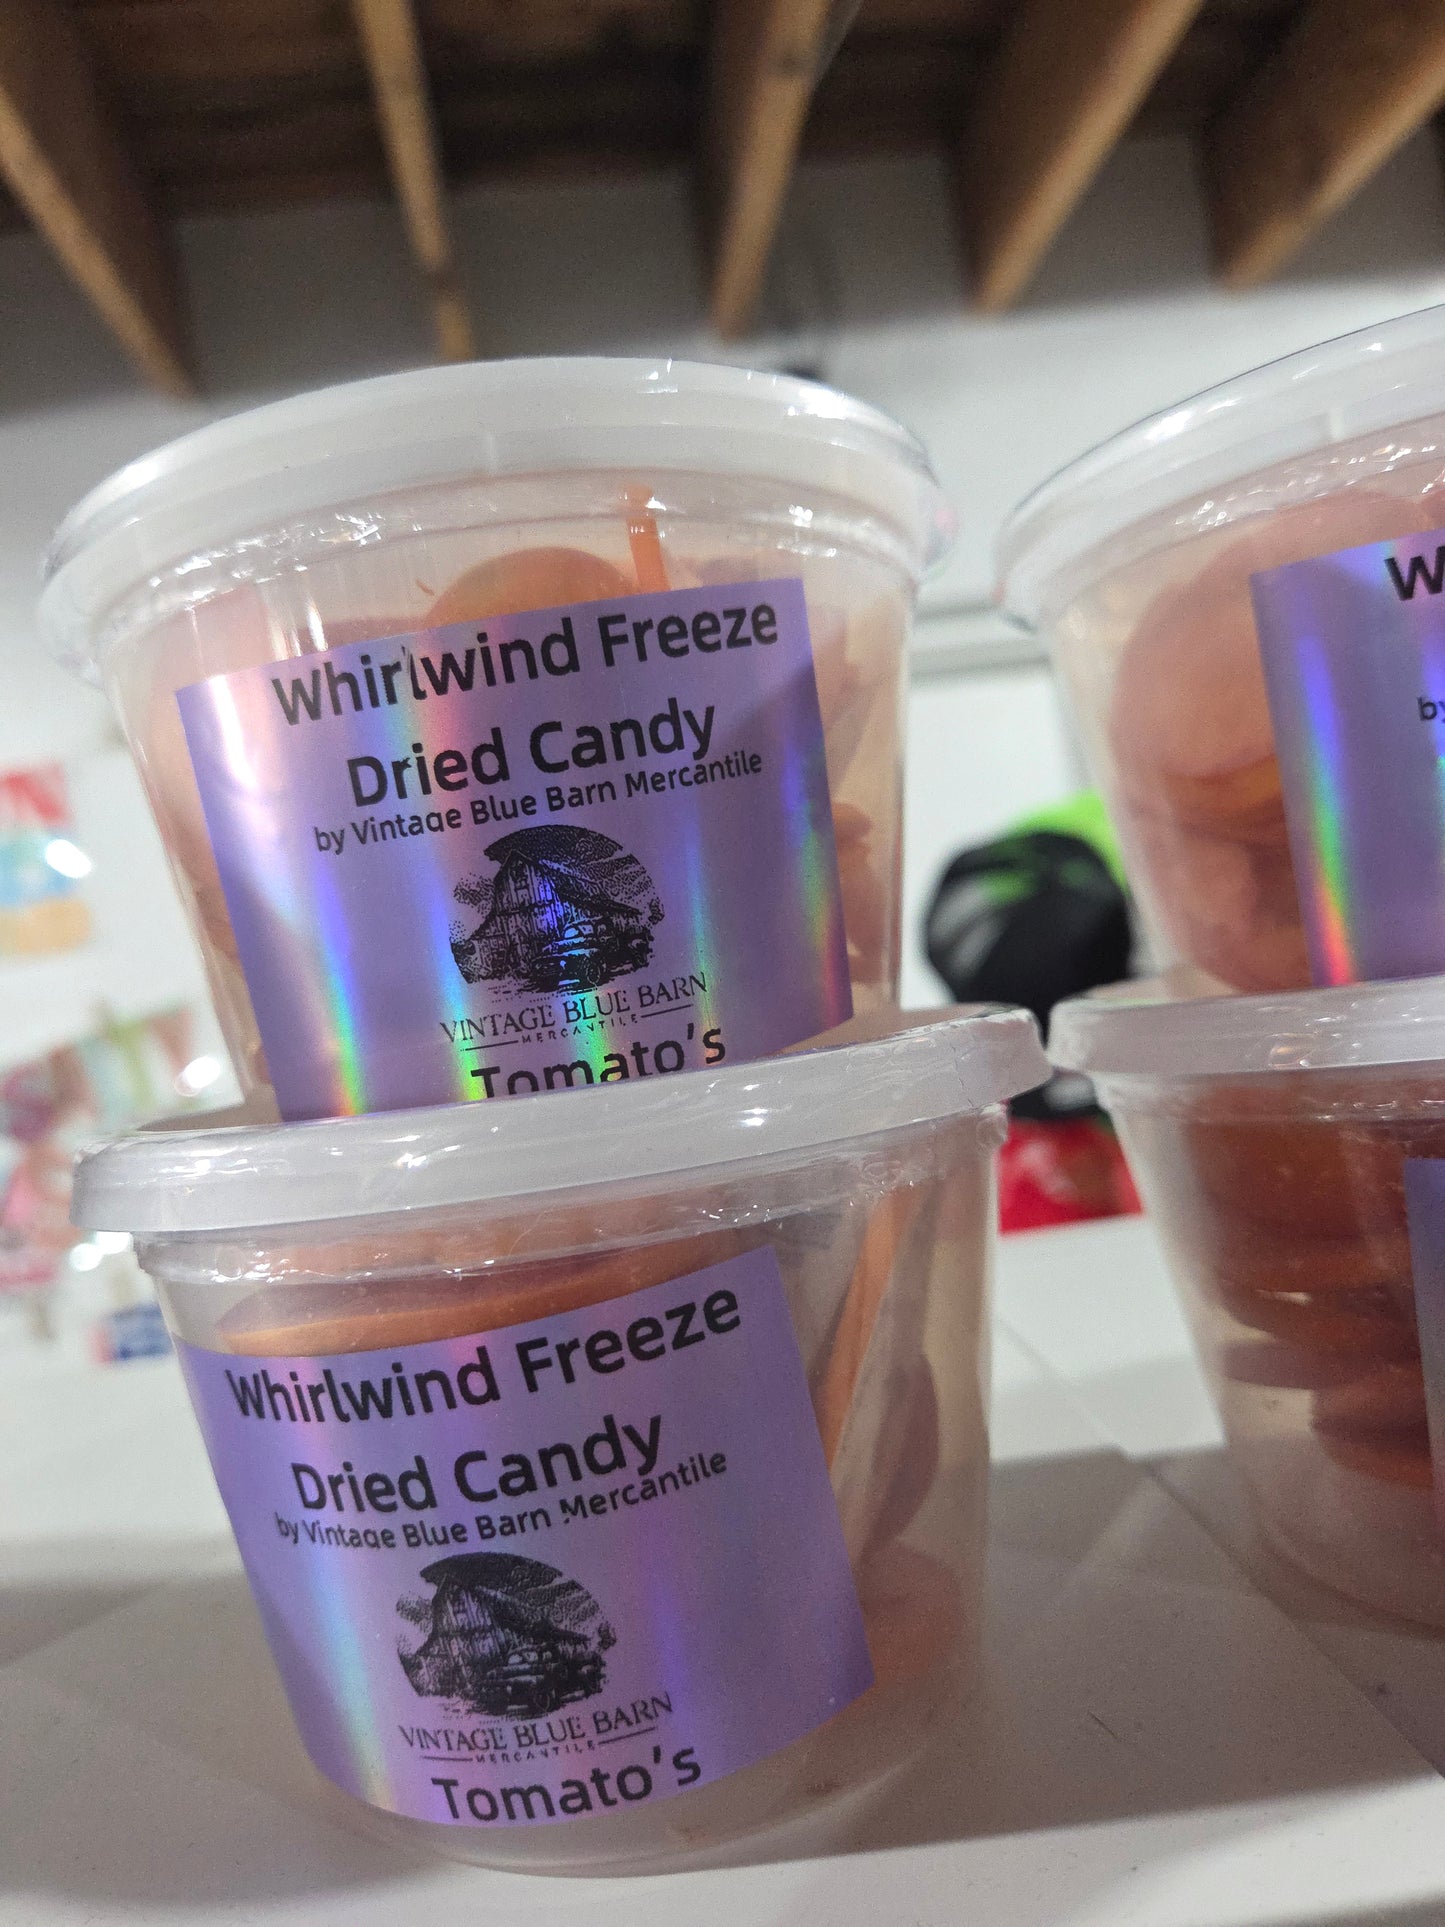 Whirlwind Freeze
Dried Candy
by Vintage Blue Barn Mercantile
VINTAGE BLUE BARN
MERCANTILE
Tomato's
Whirlwind Freeze
Dried Candy
by Vintage Blue Barn Mercantile
VINTAGE BLUE BARN
MERCANTILE
Tomato's
W
by